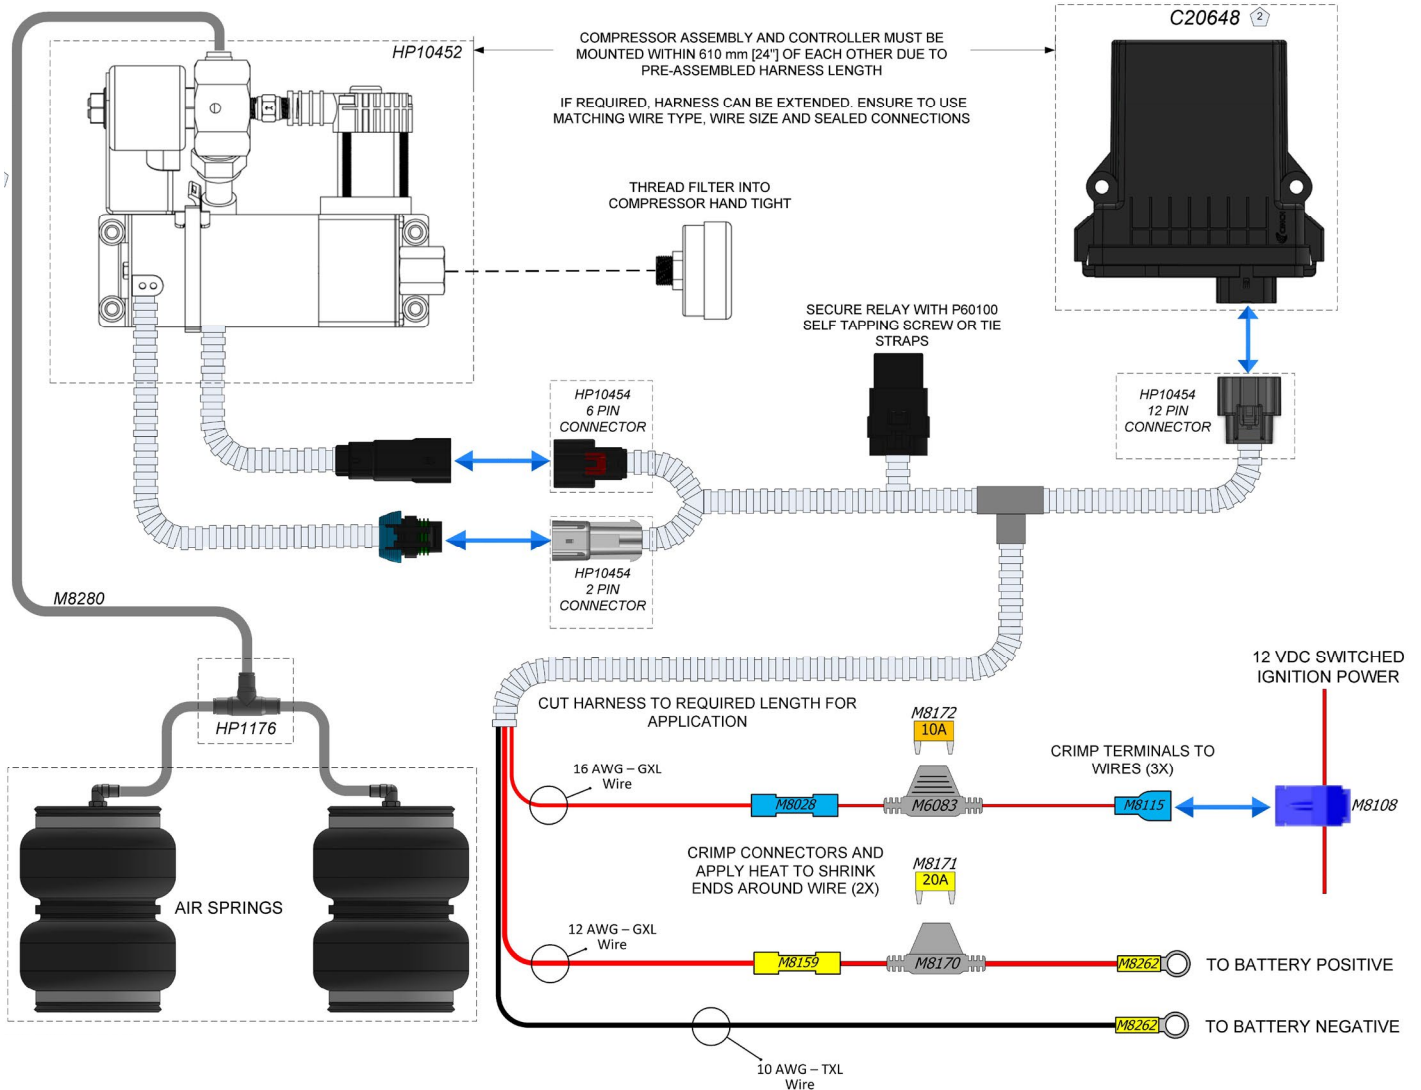 C20648 2
HP10452
COMPRESSOR ASSEMBLY AND CONTROLLER MUST BE
MOUNTED WITHIN 610 mm [24"] OF EACH OTHER DUE TO
PRE-ASSEMBLED HARNESS LENGTH
IF REQUIRED, HARNESS CAN BE EXTENDED. ENSURE TO USE
MATCHING WIRE TYPE, WIRE SIZE AND SEALED CONNECTIONS
THREAD FILTER INTO
COMPRESSOR HAND TIGHT
SECURE RELAY WITH P60100
SELF TAPPING SCREW OR TIE
STRAPS
HP10454
6 PIN
CONNECTOR
HP10454
12 PIN
CONNECTOR
HP10454
2 PIN
CONNECTOR
M8280
HP1176
AIR SPRINGS
12 VDC SWITCHED
IGNITION POWER
CUT HARNESS TO REQUIRED LENGTH FOR
APPLICATION
M8172
10A
CRIMP TERMINALS TO
WIRES (3X)
16 AWG – GXL
Wire
M8028
M6083
M8115
M8108
CRIMP CONNECTORS AND
APPLY HEAT TO SHRINK
ENDS AROUND WIRE (2X)
M8171
20A
12 AWG – GXL
Wire
M8159
M8170
M8262
TO BATTERY POSITIVE
M8262
TO BATTERY NEGATIVE
10 AWG – TXL
Wire